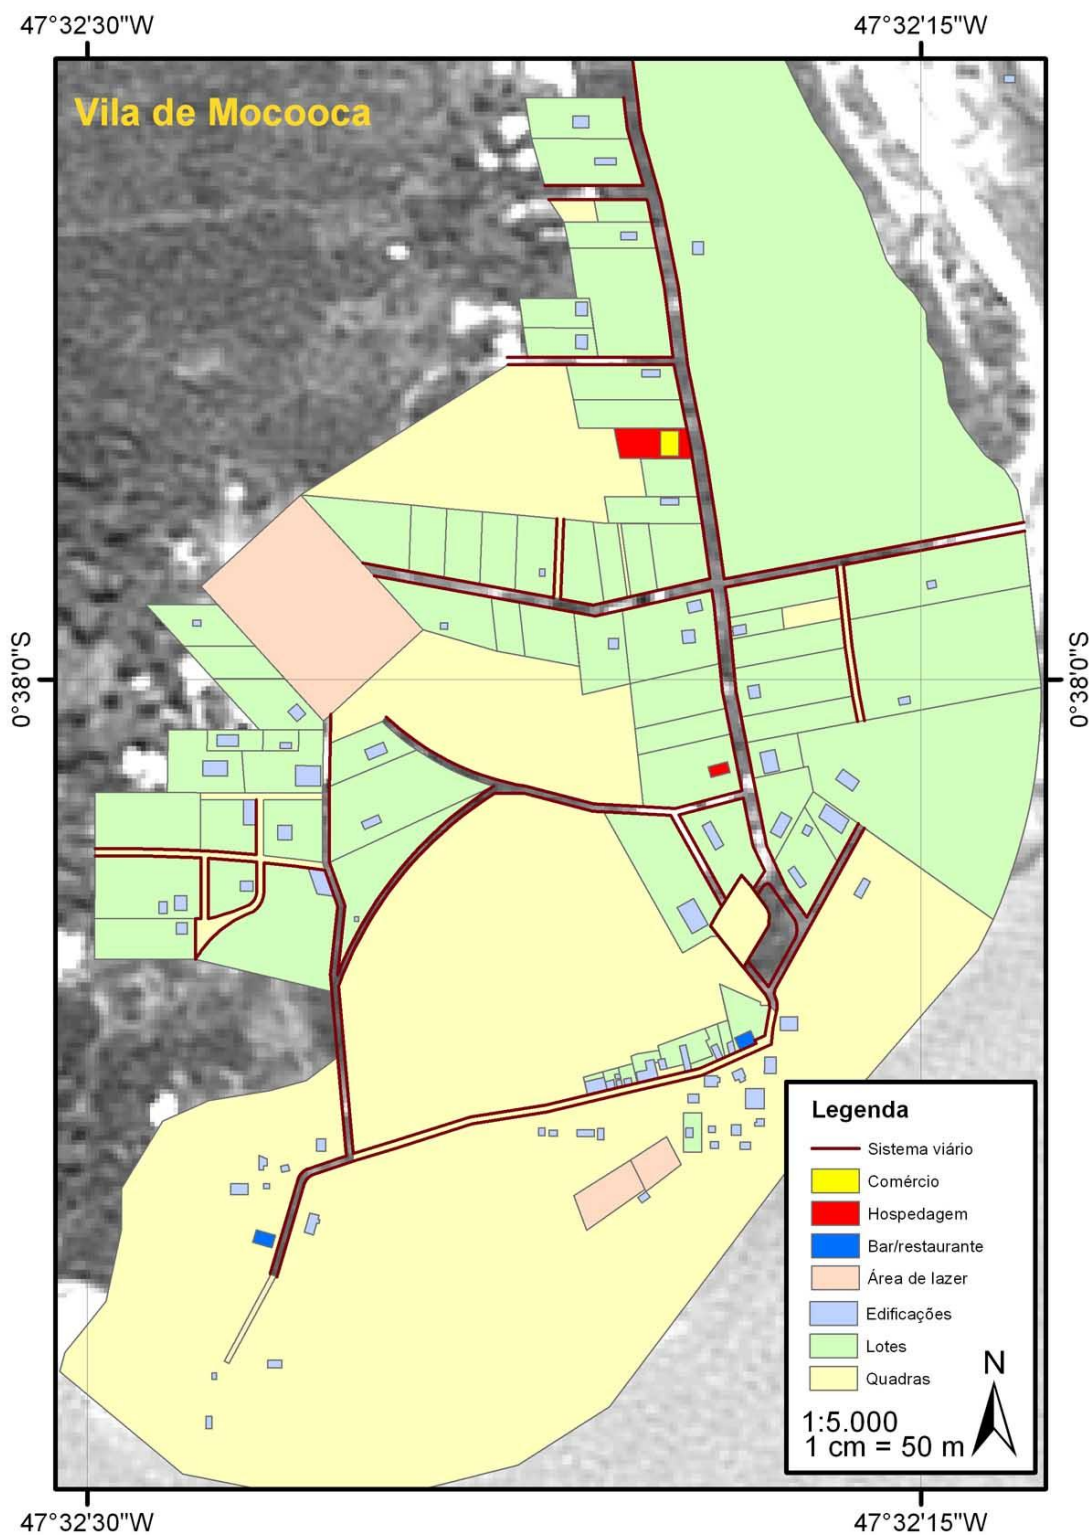 47°32'30"W
47°32'15"W
Vila de Mocooca
0°38'0"S
0°38'0"S
Legenda
Sistema viário
Comércio
Hospedagem
Bar/restaurante
Área de lazer
Edificações
Lotes
Quadras
N
1:5.000
1 cm = 50 m
47°32'30"W
47°32'15"W